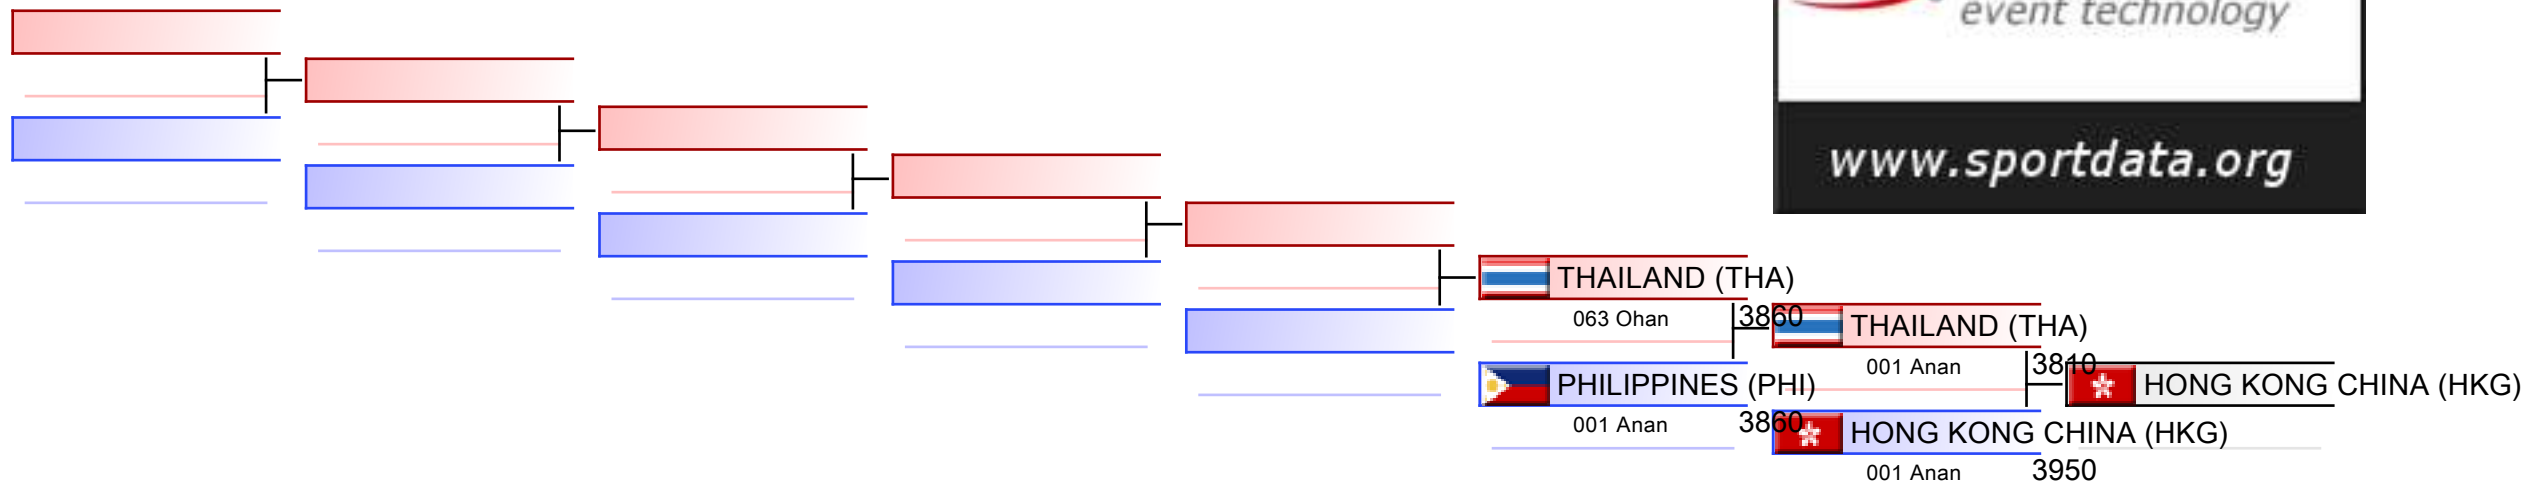 event technology
www.sportdata.org
THAILAND (THA)
063 Ohan 3860
PHILIPPINES (PHI)
001 Anan 3860
THAILAND (THA)
001 Anan 3810
HONG KONG CHINA (HKG)
001 Anan 3950
HONG KONG CHINA (HKG)